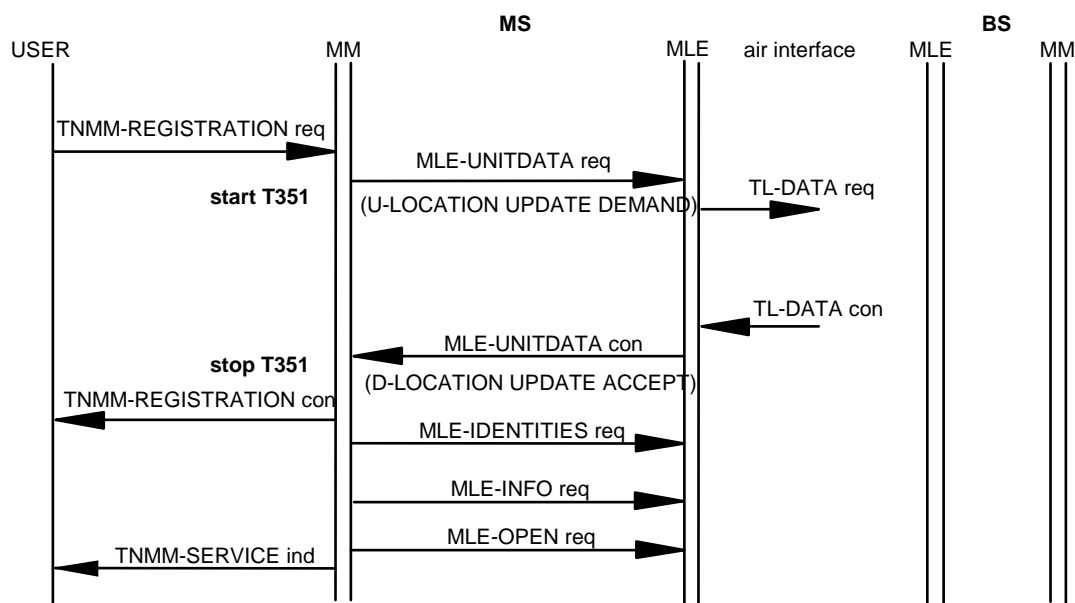 MS
BS
USER
MM
MLE
air interface
MLE
MM
TNMM-REGISTRATION req
MLE-UNITDATA req
start T351
(U-LOCATION UPDATE DEMAND)
TL-DATA req
TL-DATA con
MLE-UNITDATA con
stop T351
(D-LOCATION UPDATE ACCEPT)
TNMM-REGISTRATION con
MLE-IDENTITIES req
MLE-INFO req
MLE-OPEN req
TNMM-SERVICE ind